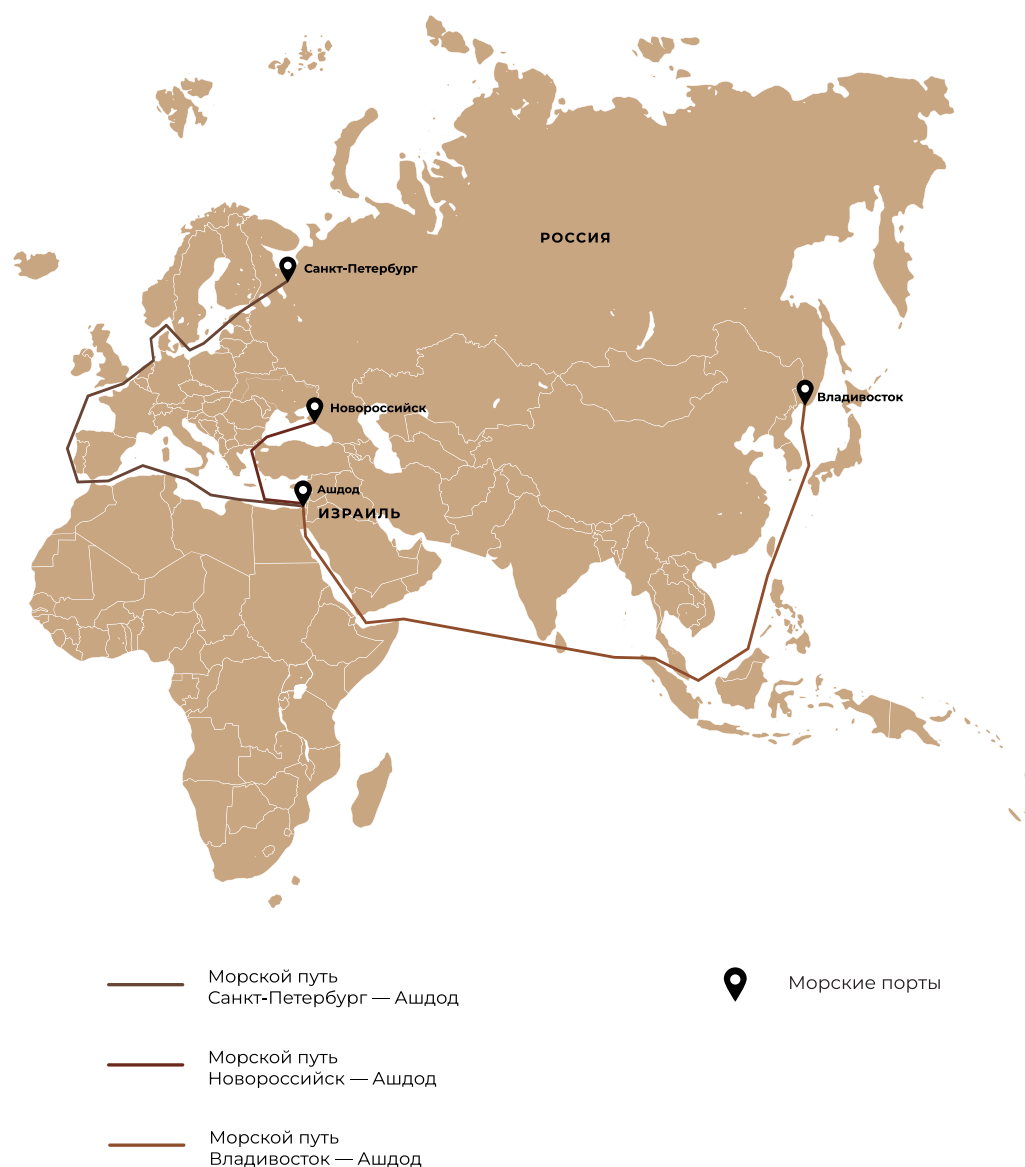 РОССИЯ
Санкт-Петербург
Владивосток
Новороссийск
Ашдод
ИЗРАИЛЬ
Морской путь
Санкт-Петербург — Ашдод
Морские порты
Морской путь
Новороссийск — Ашдод
Морской путь
Владивосток — Ашдод